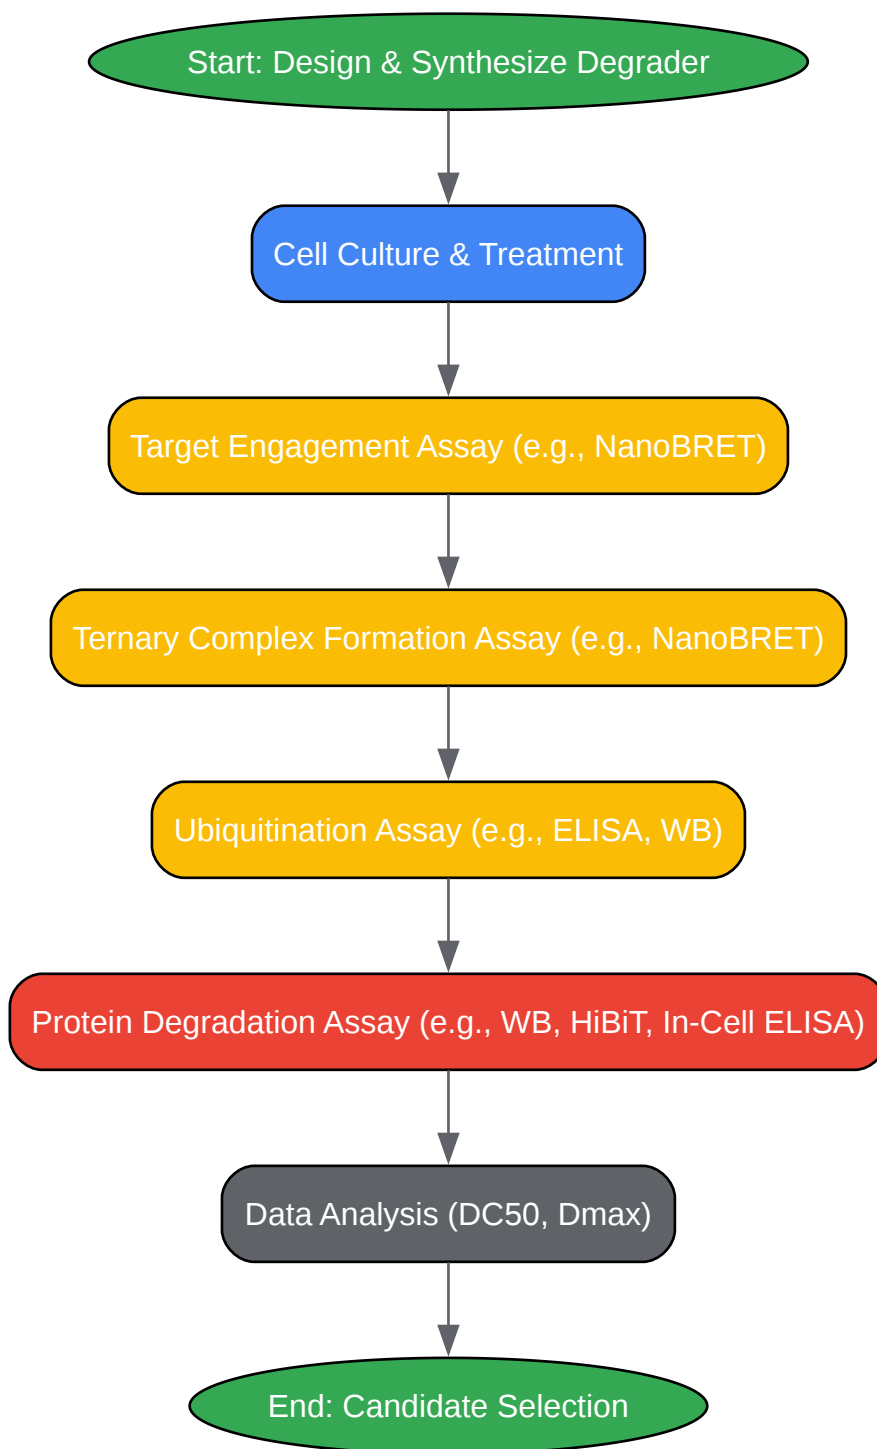 Start: Design & Synthesize Degrader
Cell Culture & Treatment
Target Engagement Assay (e.g., NanoBRET)
Ternary Complex Formation Assay (e.g., NanoBRET)
Ubiquitination Assay (e.g., ELISA, WB)
Protein Degradation Assay (e.g., WB, HiBiT, In-Cell ELISA)
Data Analysis (DC50, Dmax)
End: Candidate Selection